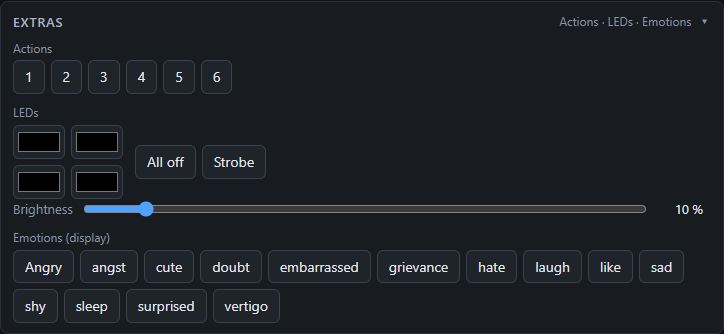 EXTRAS Actions · LEDs · Emotions ▼
Actions
1 2 3 4 5 6
LEDs
All off Strobe
Brightness 10 %
Emotions (display)
Angry angst cute doubt embarrassed grievance hate laugh like sad
shy sleep surprised vertigo